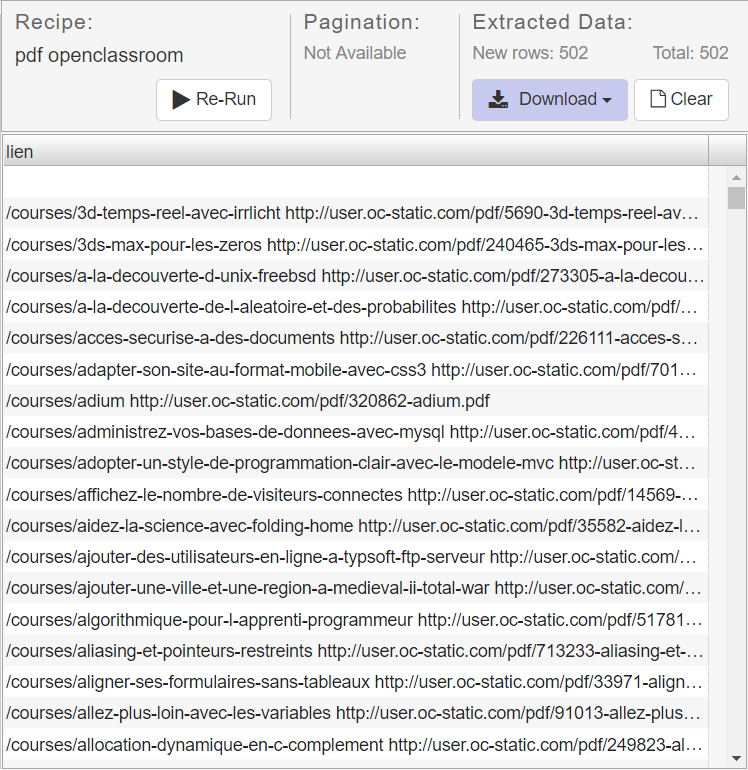 Recipe:
pdf openclassroom
Re-Run
Pagination:
Not Available
Extracted Data:
New rows: 502 Total: 502
Download
Clear
lien
/courses/3d-temps-reel-avec-irrlicht http://user.oc-static.com/pdf/5690-3d-temps-reel-av...
/courses/3ds-max-pour-les-zeros http://user.oc-static.com/pdf/240465-3ds-max-pour-les...
/courses/a-la-decouverte-d-unix-freebsd http://user.oc-static.com/pdf/273305-a-la-decou...
/courses/a-la-decouverte-de-l-aleatoire-et-des-probabilites http://user.oc-static.com/pdf/...
/courses/acces-securise-a-des-documents http://user.oc-static.com/pdf/226111-acces-s...
/courses/adapter-son-site-au-format-mobile-avec-css3 http://user.oc-static.com/pdf/701...
/courses/adium http://user.oc-static.com/pdf/320862-adium.pdf
/courses/administrez-vos-bases-de-donnees-avec-mysql http://user.oc-static.com/pdf/4...
/courses/adopter-un-style-de-programmation-clair-avec-le-modele-mvc http://user.oc-st...
/courses/affichez-le-nombre-de-visiteurs-connectes http://user.oc-static.com/pdf/14569-...
/courses/aidez-la-science-avec-folding-home http://user.oc-static.com/pdf/35582-aidez-l...
/courses/ajouter-des-utilisateurs-en-ligne-a-typsoft-ftp-serveur http://user.oc-static.com/...
/courses/ajouter-une-ville-et-une-region-a-medieval-ii-total-war http://user.oc-static.com/...
/courses/algorithmique-pour-l-apprenti-programmeur http://user.oc-static.com/pdf/51781...
/courses/aliasing-et-pointeurs-restreints http://user.oc-static.com/pdf/713233-aliasing-et-...
/courses/aligner-ses-formulaires-sans-tableaux http://user.oc-static.com/pdf/33971-align...
/courses/allez-plus-loin-avec-les-variables http://user.oc-static.com/pdf/91013-allez-plus...
/courses/allocation-dynamique-en-c-complement http://user.oc-static.com/pdf/249823-al...